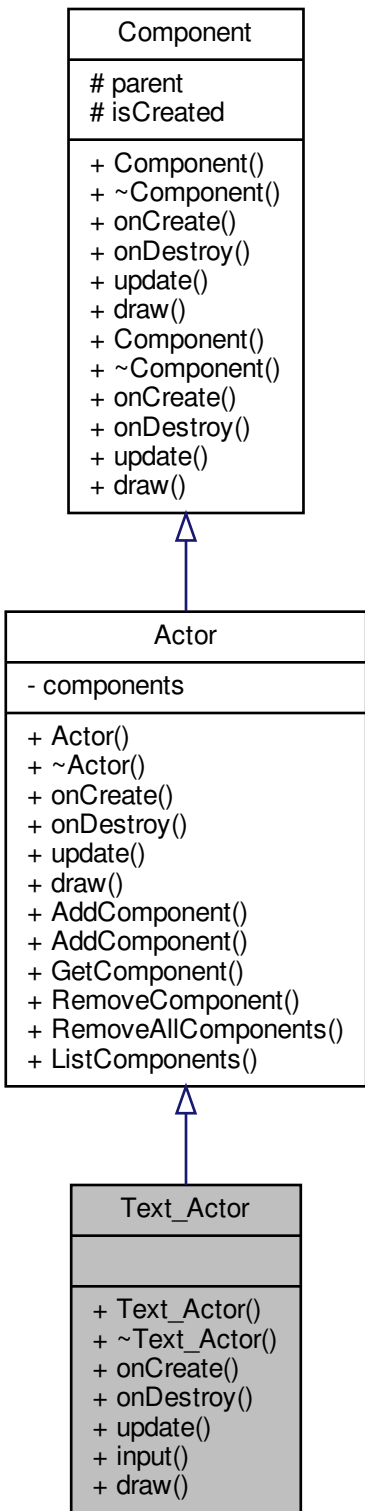 Component
# parent
# isCreated
+ Component()
+ ~Component()
+ onCreate()
+ onDestroy()
+ update()
+ draw()
+ Component()
+ ~Component()
+ onCreate()
+ onDestroy()
+ update()
+ draw()
Actor
- components
+ Actor()
+ ~Actor()
+ onCreate()
+ onDestroy()
+ update()
+ draw()
+ AddComponent()
+ AddComponent()
+ GetComponent()
+ RemoveComponent()
+ RemoveAllComponents()
+ ListComponents()
Text_Actor
+ Text_Actor()
+ ~Text_Actor()
+ onCreate()
+ onDestroy()
+ update()
+ input()
+ draw()